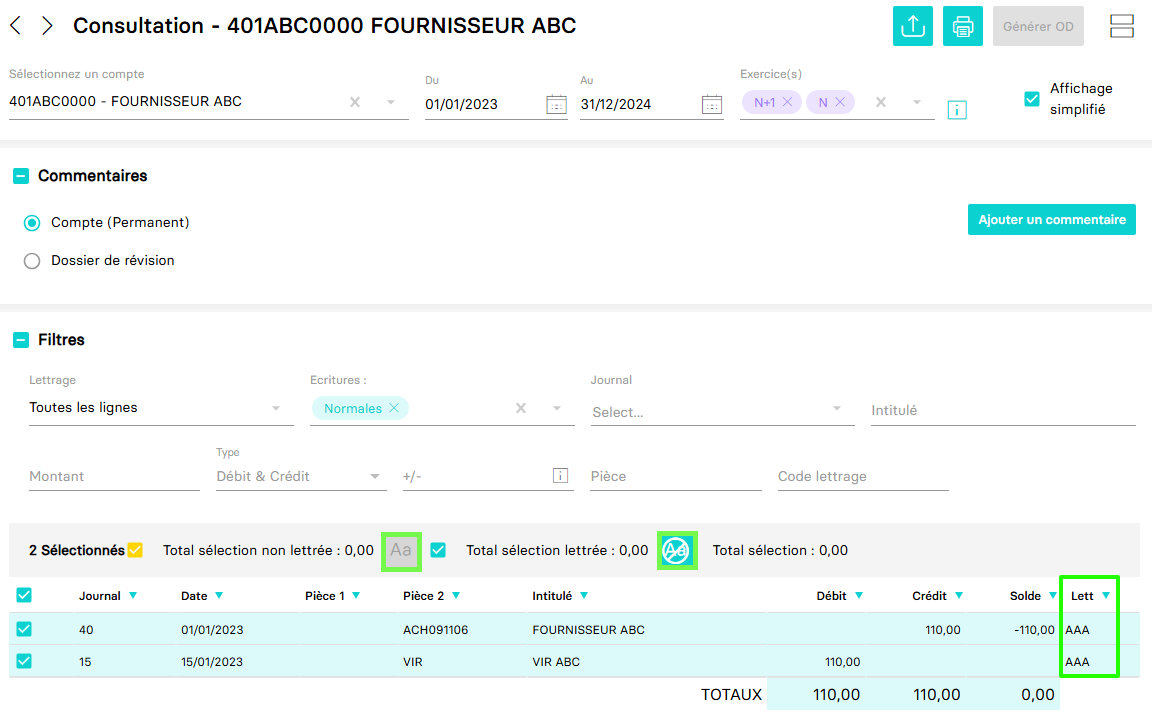 Consultation - 401ABC0000 FOURNISSEUR ABC
Générer OD
Sélectionnez un compte
401ABC0000 - FOURNISSEUR ABC
Du
01/01/2023
Au
31/12/2024
Exercice(s)
N+1
N
i
Affichage simplifié
Commentaires
Compte (Permanent)
Ajouter un commentaire
Dossier de révision
Filtres
Lettrage
Toutes les lignes
Ecritures :
Normales
Journal
Select...
Intitulé
Montant
Type
Débit & Crédit
+/-
i
Pièce
Code lettrage
2 Sélectionnés Total sélection non lettrée : 0,00 Aa Total sélection lettrée : 0,00 Aa Total sélection : 0,00
Journal Date Pièce 1 Pièce 2 Intitulé Débit Crédit Solde Lett
40 01/01/2023 ACH091106 FOURNISSEUR ABC 110,00 -110,00 AAA
15 15/01/2023 VIR VIR ABC 110,00 AAA
TOTAUX 110,00 110,00 0,00